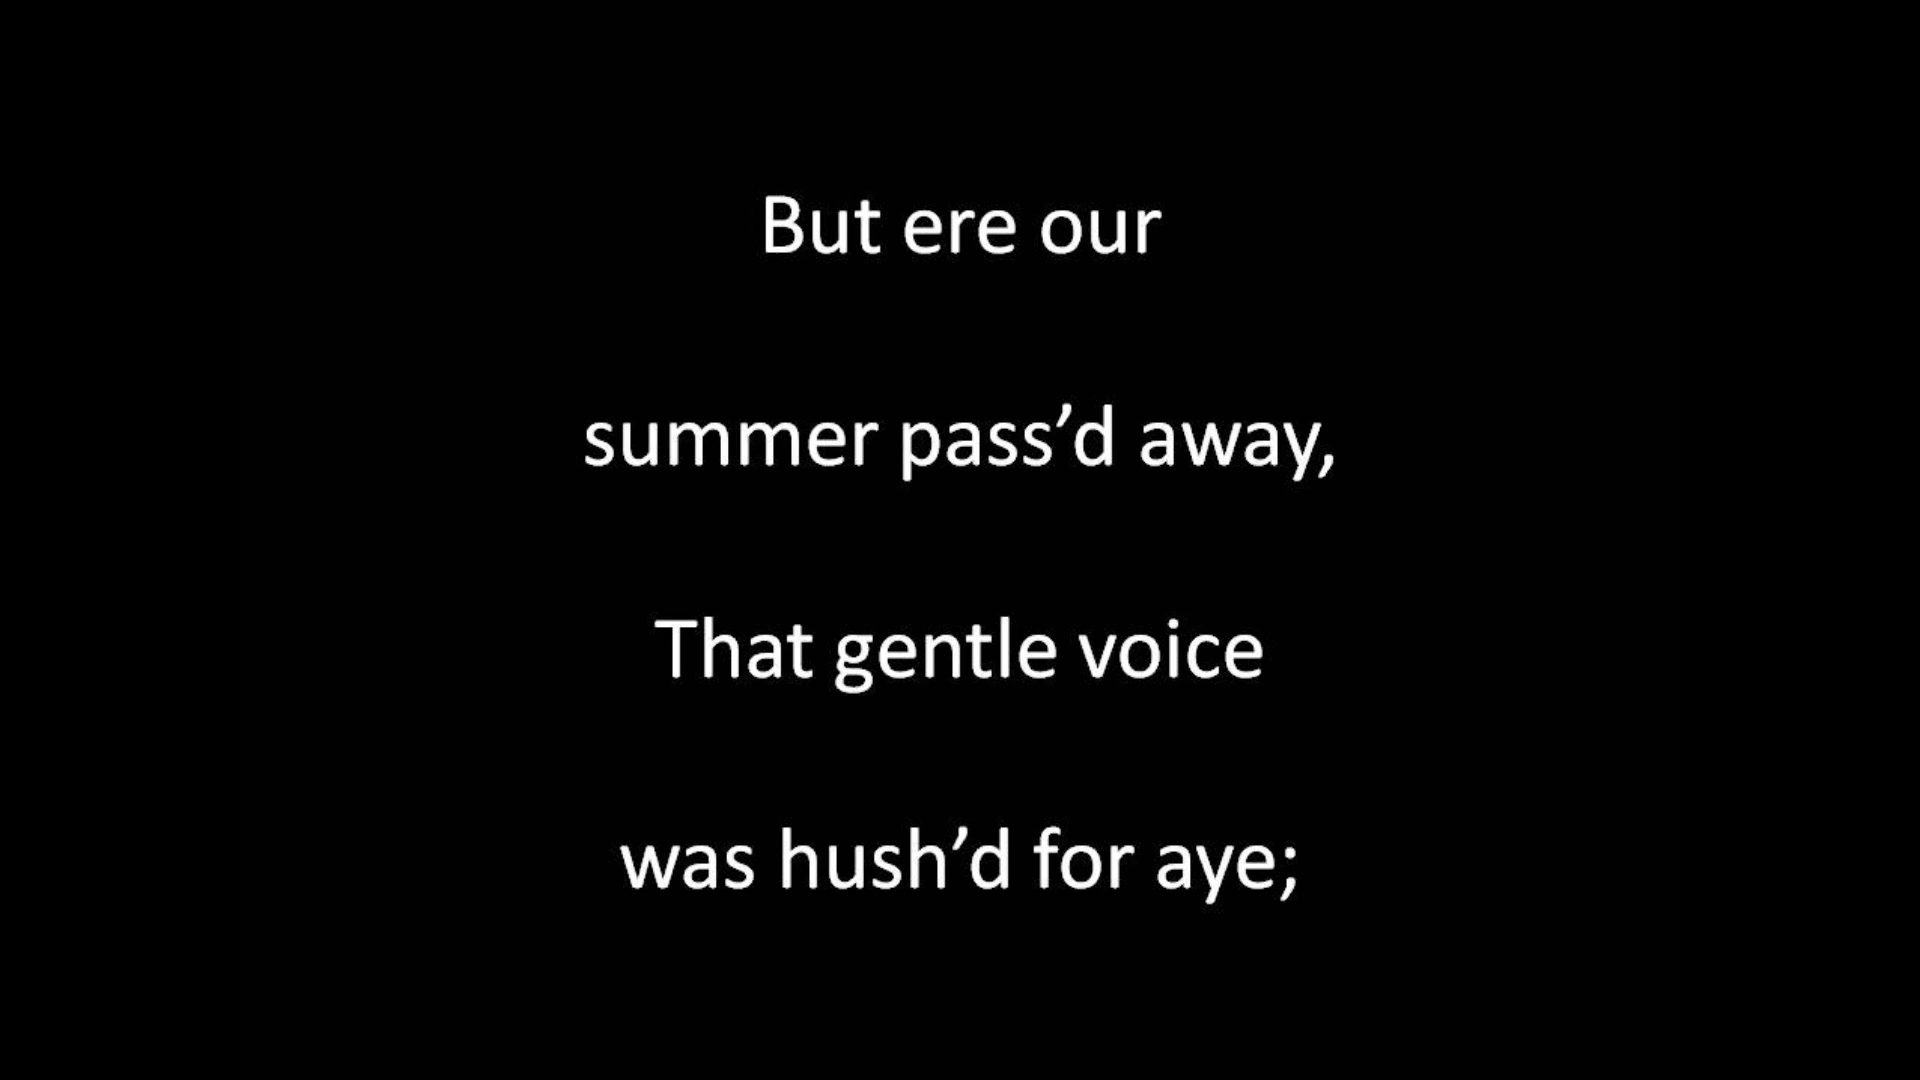 But ere our
summer pass’d away,
That gentle voice
was hush’d for aye;